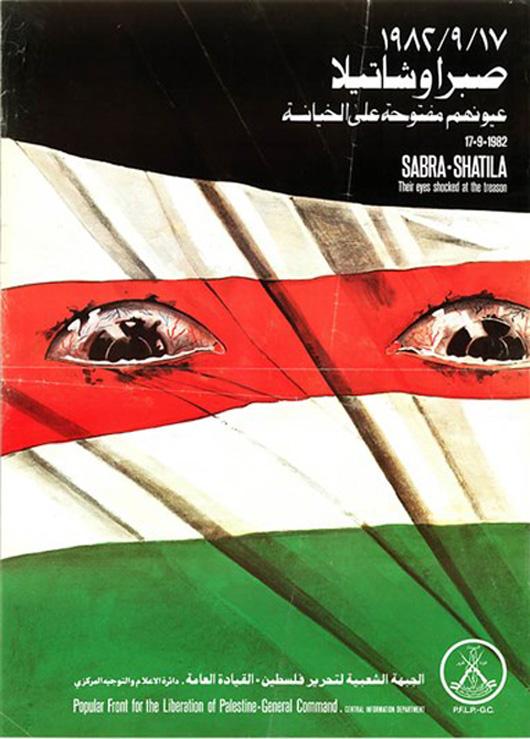 ١٩٨٢/٩/١٧
صبرا وشاتيلا
عيونهم مفتوحة على الخيانة
17•9•1982
SABRA•SHATILA
Their eyes shocked at the treason
الجبهة الشعبية لتحرير فلسطين - القيادة العامة . دائرة الاعلام والتوجيه المركزي
Popular Front for the Liberation of Palestine-General Command . CENTRAL INFORMATION DEPARTMENT
P.F.L.P.-G.C.